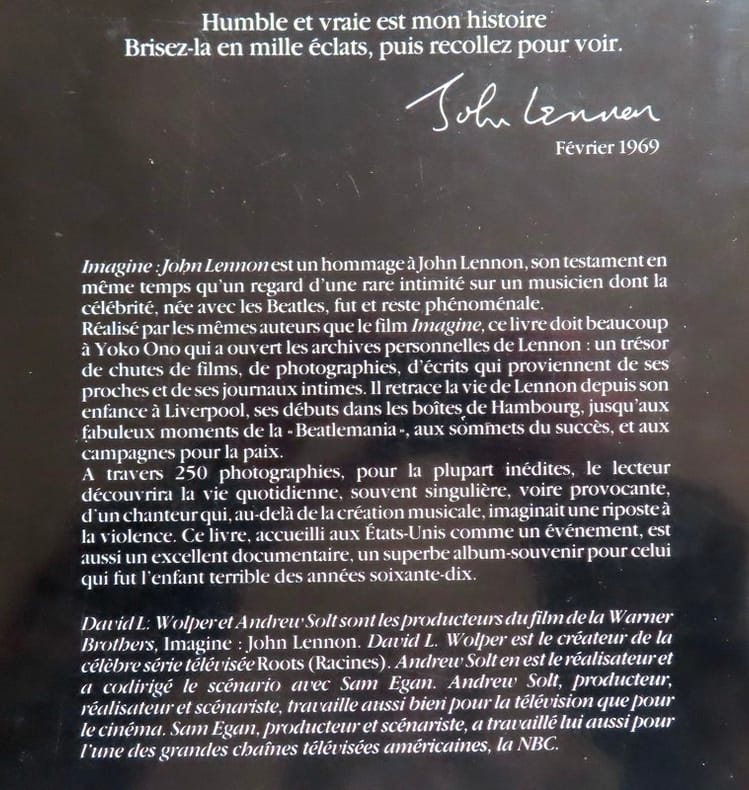 Humble et vraie est mon histoire
Brisez-la en mille éclats, puis recollez pour voir.
John Lennon
Février 1969
Imagine : John Lennon est un hommage à John Lennon, son testament en
même temps qu'un regard d'une rare intimité sur un musicien dont la
célébrité, née avec les Beatles, fut et reste phénoménale.
Réalisé par les mêmes auteurs que le film Imagine, ce livre doit beaucoup
à Yoko Ono qui a ouvert les archives personnelles de Lennon : un trésor
de chutes de films, de photographies, d'écrits qui proviennent de ses
proches et de ses journaux intimes. Il retrace la vie de Lennon depuis son
enfance à Liverpool, ses débuts dans les boîtes de Hambourg, jusqu'aux
fabuleux moments de la « Beatlemania », aux sommets du succès, et aux
campagnes pour la paix.
A travers 250 photographies, pour la plupart inédites, le lecteur
découvrira la vie quotidienne, souvent singulière, voire provocante,
d'un chanteur qui, au-delà de la création musicale, imaginait une riposte à
la violence. Ce livre, accueilli aux États-Unis comme un événement, est
aussi un excellent documentaire, un superbe album-souvenir pour celui
qui fut l'enfant terrible des années soixante-dix.
David L. Wolper et Andrew Solt sont les producteurs du film de la Warner
Brothers, Imagine : John Lennon. David L. Wolper est le créateur de la
célèbre série télévisée Roots (Racines). Andrew Solt en est le réalisateur et
a codirigé le scénario avec Sam Egan. Andrew Solt, producteur,
réalisateur et scénariste, travaille aussi bien pour la télévision que pour
le cinéma. Sam Egan, producteur et scénariste, a travaillé lui aussi pour
l'une des grandes chaînes télévisées américaines, la NBC.